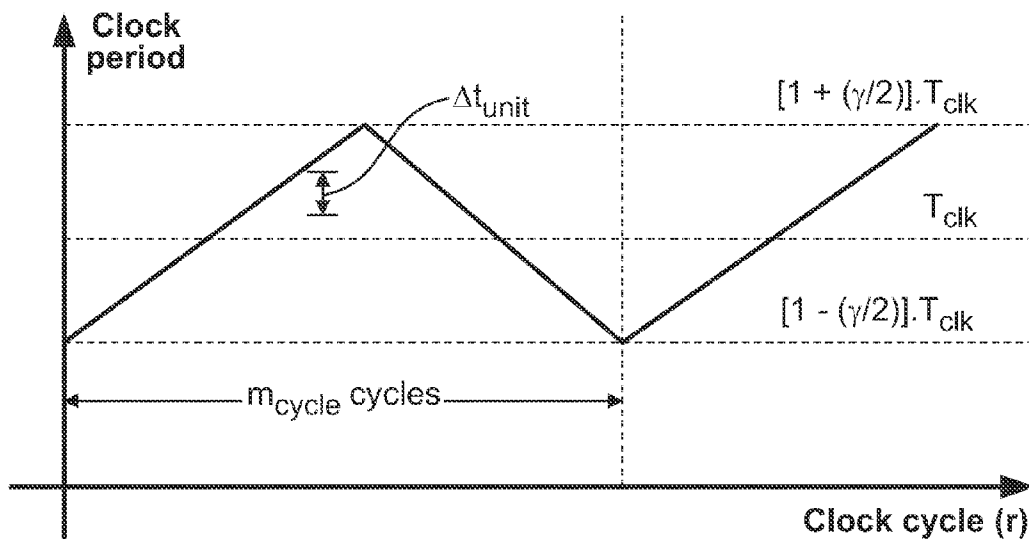 Clock
period
Δt_unit
[1 + (γ/2)].T_clk
T_clk
[1 - (γ/2)].T_clk
m_cycle cycles
Clock cycle (r)